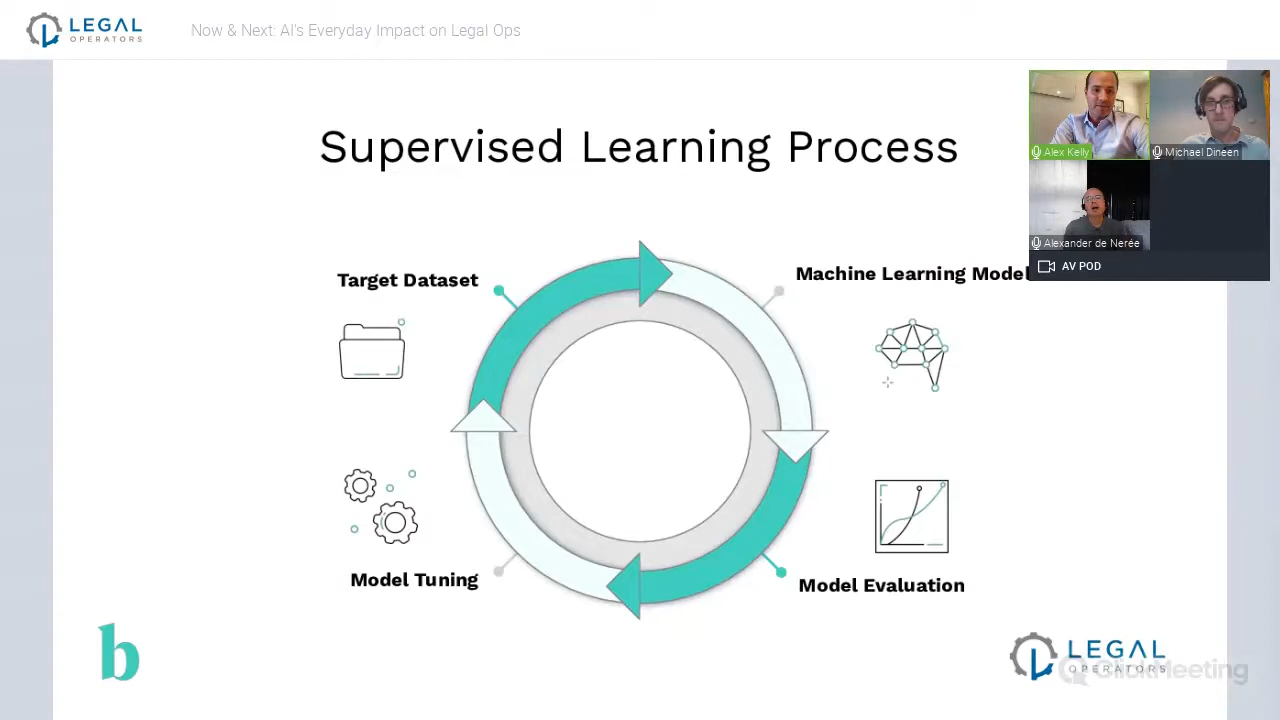 LEGAL
OPERATORS
Now & Next: AI's Everyday Impact on Legal Ops
Supervised Learning Process
Alex Kelly
Michael Dineen
Alexander de Nerée
AV POD
Target Dataset
Machine Learning Model
Model Tuning
Model Evaluation
b
LEGAL
OPERATORS
ClickMeeting